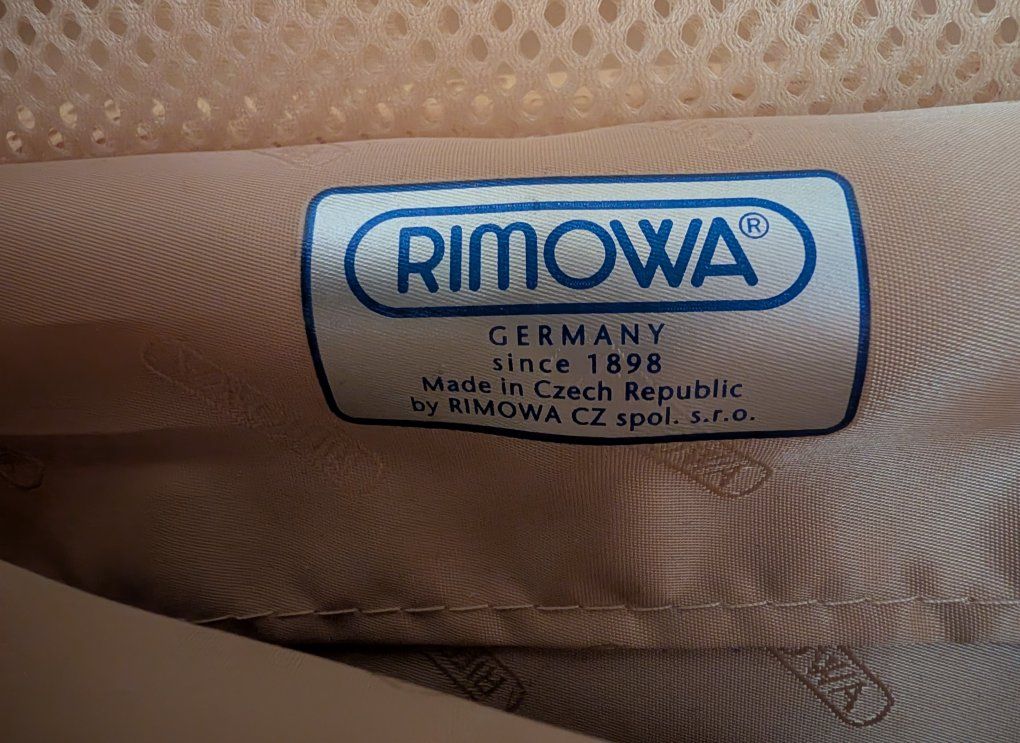 RIMOWA®
GERMANY
since 1898
Made in Czech Republic
by RIMOWA CZ spol. s.r.o.